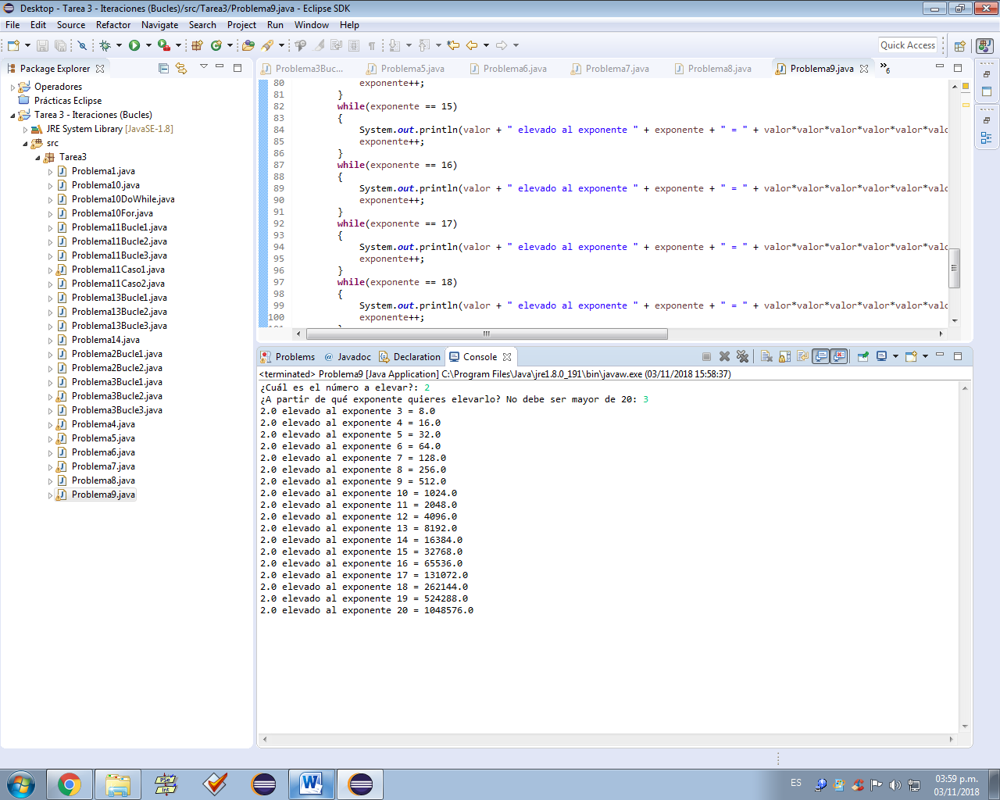 Desktop - Tarea 3 - Iteraciones (Bucles)/src/Tarea3/Problema9.java - Eclipse SDK
File Edit Source Refactor Navigate Search Project Run Window Help
Quick Access
Package Explorer
Operadores
Prácticas Eclipse
Tarea 3 - Iteraciones (Bucles)
JRE System Library [JavaSE-1.8]
src
Tarea3
Problema1.java
Problema10.java
Problema10DoWhile.java
Problema10For.java
Problema11Bucle1.java
Problema11Bucle2.java
Problema11Bucle3.java
Problema11Caso1.java
Problema11Caso2.java
Problema13Bucle1.java
Problema13Bucle2.java
Problema13Bucle3.java
Problema14.java
Problema2Bucle1.java
Problema2Bucle2.java
Problema3Bucle1.java
Problema3Bucle2.java
Problema3Bucle3.java
Problema4.java
Problema5.java
Problema6.java
Problema7.java
Problema8.java
Problema9.java
Problema3Buc... Problema5.java Problema6.java Problema7.java Problema8.java Problema9.java »6
80 exponente++;
81 }
82 while(exponente == 15)
83 {
84 System.out.println(valor + " elevado al exponente " + exponente + " = " + valor*valor*valor*valor*valor*valo
85 exponente++;
86 }
87 while(exponente == 16)
88 {
89 System.out.println(valor + " elevado al exponente " + exponente + " = " + valor*valor*valor*valor*valor*valo
90 exponente++;
91 }
92 while(exponente == 17)
93 {
94 System.out.println(valor + " elevado al exponente " + exponente + " = " + valor*valor*valor*valor*valor*valo
95 exponente++;
96 }
97 while(exponente == 18)
98 {
99 System.out.println(valor + " elevado al exponente " + exponente + " = " + valor*valor*valor*valor*valor*valo
100 exponente++;
Problems @ Javadoc Declaration Console
<terminated> Problema9 [Java Application] C:\Program Files\Java\jre1.8.0_191\bin\javaw.exe (03/11/2018 15:58:37)
¿Cuál es el número a elevar?: 2
¿A partir de qué exponente quieres elevarlo? No debe ser mayor de 20: 3
2.0 elevado al exponente 3 = 8.0
2.0 elevado al exponente 4 = 16.0
2.0 elevado al exponente 5 = 32.0
2.0 elevado al exponente 6 = 64.0
2.0 elevado al exponente 7 = 128.0
2.0 elevado al exponente 8 = 256.0
2.0 elevado al exponente 9 = 512.0
2.0 elevado al exponente 10 = 1024.0
2.0 elevado al exponente 11 = 2048.0
2.0 elevado al exponente 12 = 4096.0
2.0 elevado al exponente 13 = 8192.0
2.0 elevado al exponente 14 = 16384.0
2.0 elevado al exponente 15 = 32768.0
2.0 elevado al exponente 16 = 65536.0
2.0 elevado al exponente 17 = 131072.0
2.0 elevado al exponente 18 = 262144.0
2.0 elevado al exponente 19 = 524288.0
2.0 elevado al exponente 20 = 1048576.0
PSe
Int
W
ES
03:59 p.m.
03/11/2018